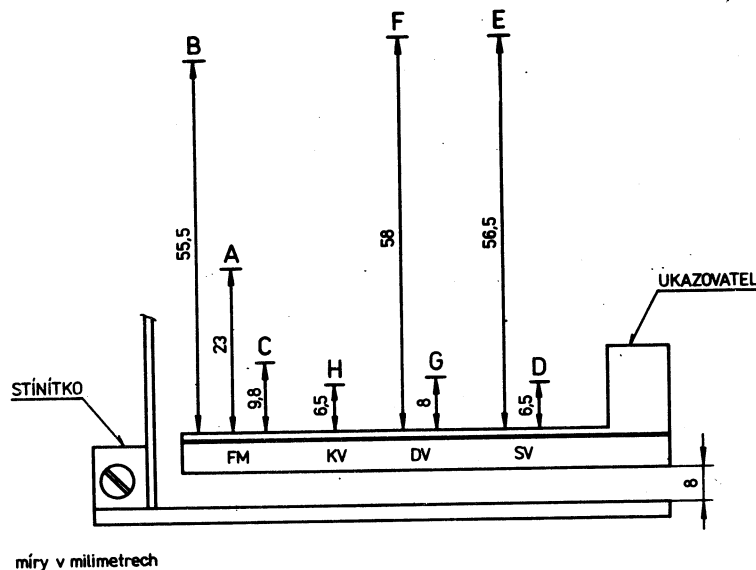 B
F
E
55,5
58
56,5
A
23
C
9,8
H
6,5
G
8
D
6,5
UKAZOVATEL
STÍNÍTKO
FM
KV
DV
SV
8
míry v milimetrech